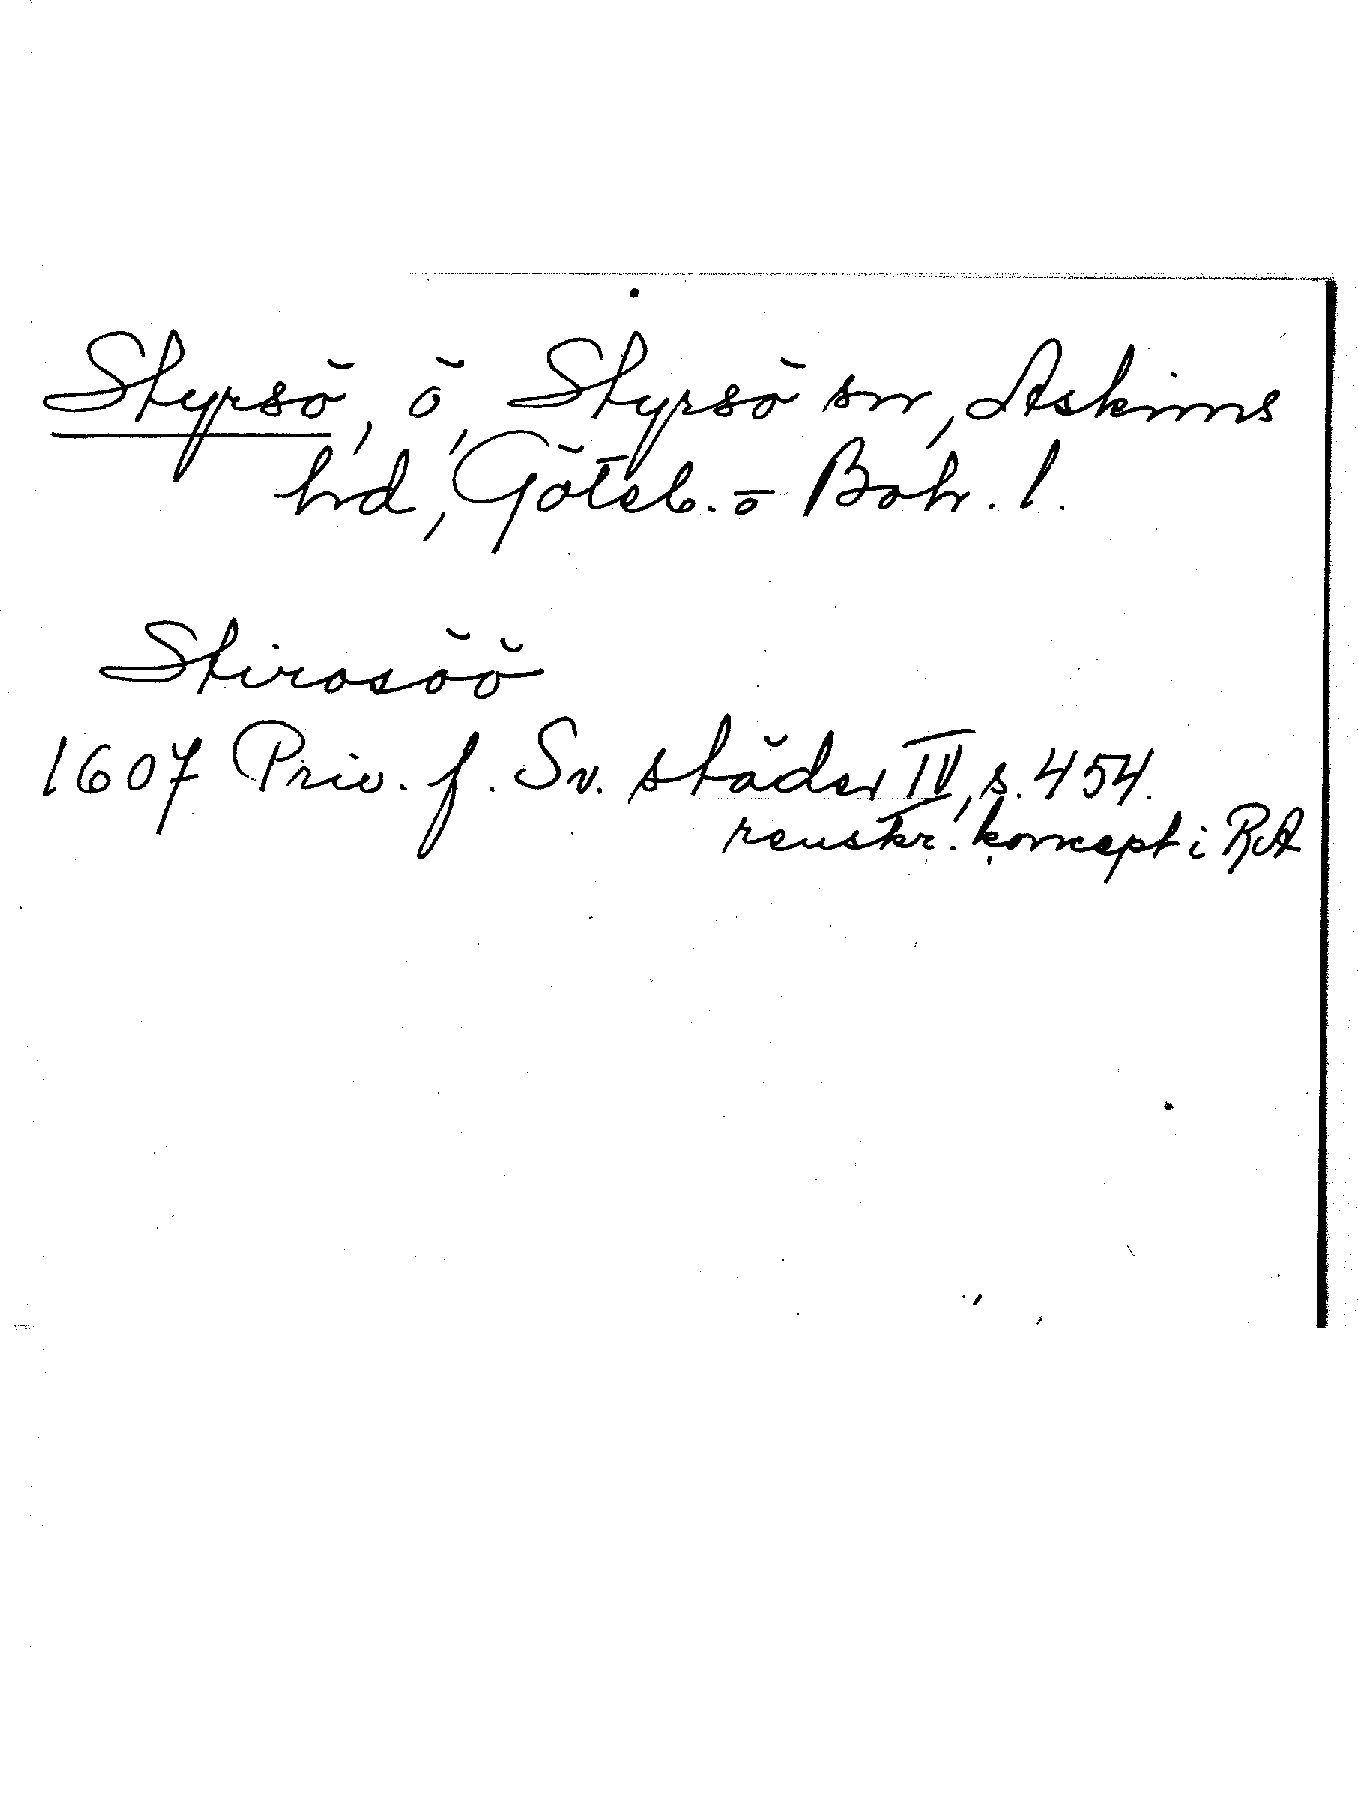 Styrsö, ö, Styrsö sn, Askims
hd, Göteb. o Boh. l.
Stirosöö
1607 Priv. f. Sv. städer IV, s. 454.
renskr. koncept i RA